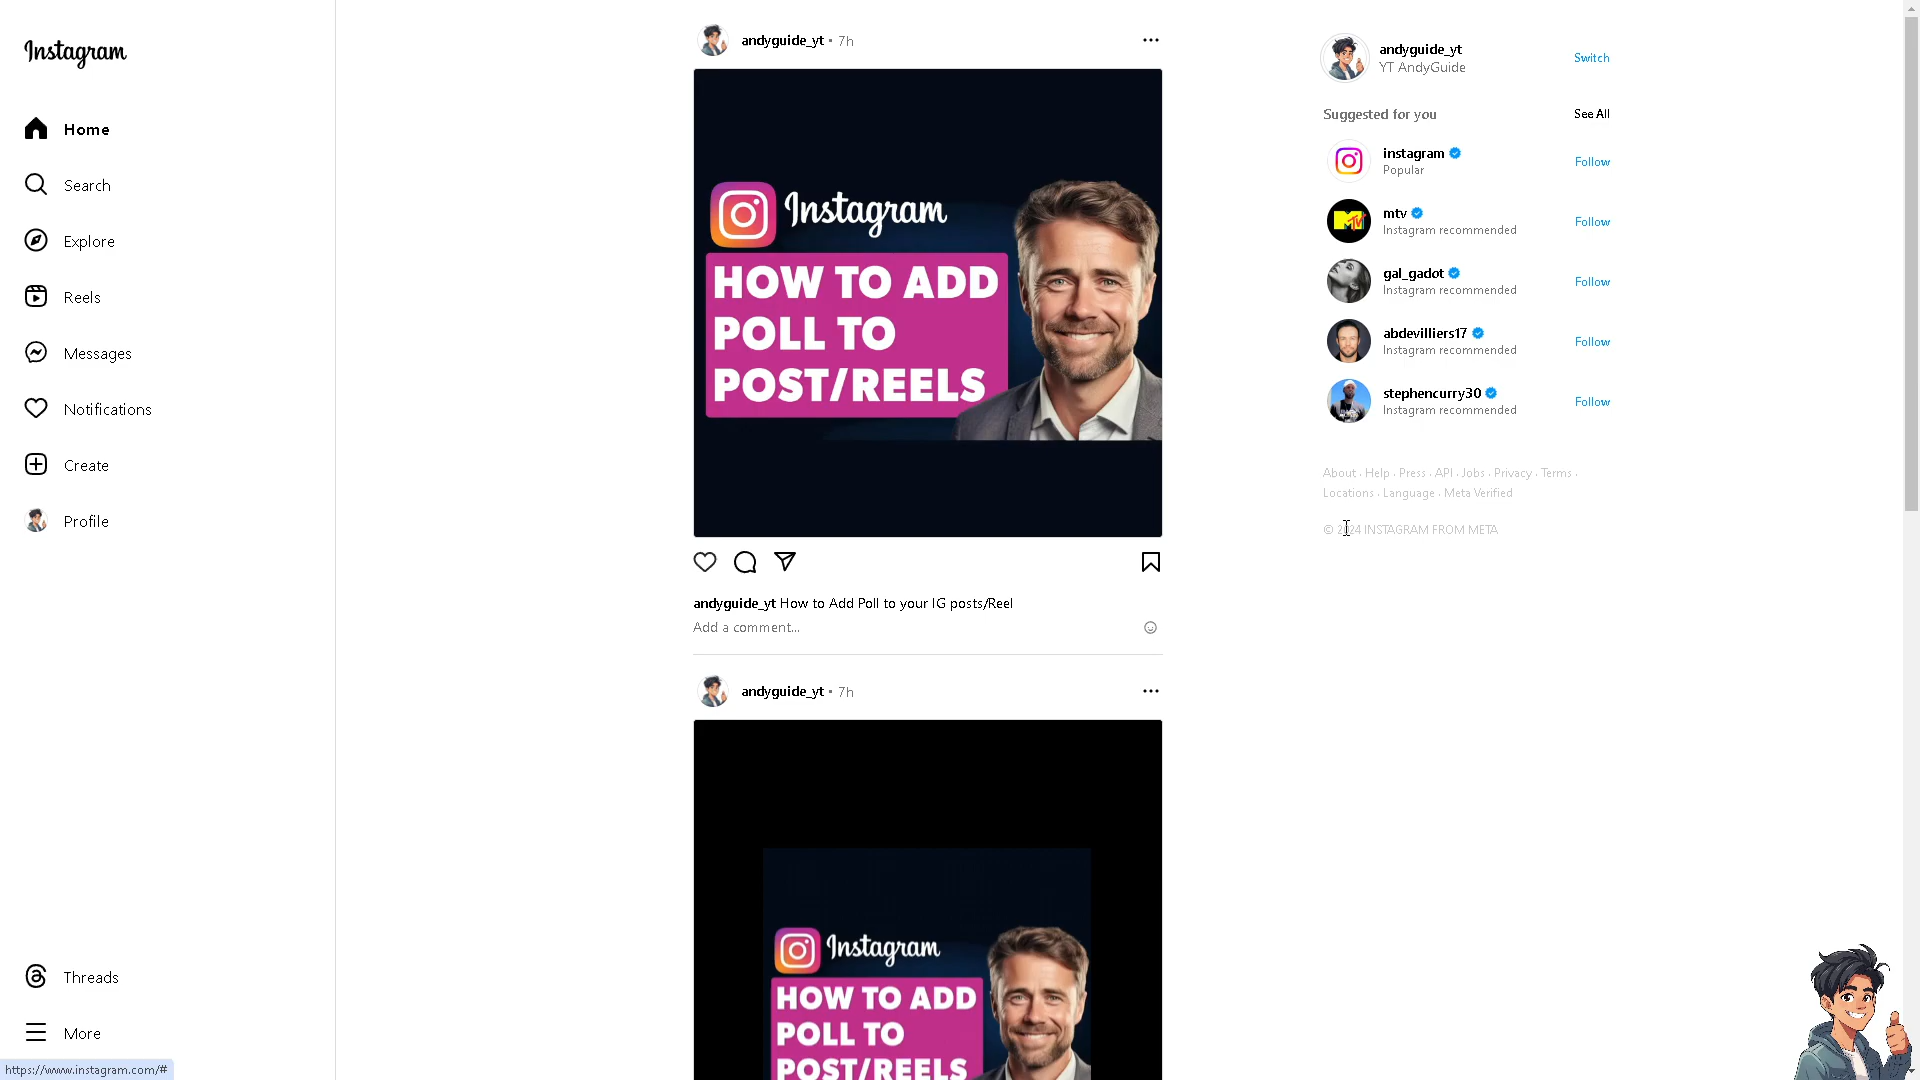 Instagram
Home
Search
Explore
Reels
Messages
Notifications
Create
Profile
Threads
More
https://www.instagram.com/#
andyguide_yt • 7h
Instagram
HOW TO ADD
POLL TO
POST/REELS
andyguide_yt How to Add Poll to your IG posts/Reel
Add a comment...
andyguide_yt • 7h
Instagram
HOW TO ADD
POLL TO
POST/REELS
andyguide_yt
YT AndyGuide
Switch
Suggested for you
See All
instagram
Popular
Follow
MTV
mtv
Instagram recommended
Follow
gal_gadot
Instagram recommended
Follow
abdevilliers17
Instagram recommended
Follow
stephencurry30
Instagram recommended
Follow
About · Help · Press · API · Jobs · Privacy · Terms ·
Locations · Language · Meta Verified
© 2024 INSTAGRAM FROM META